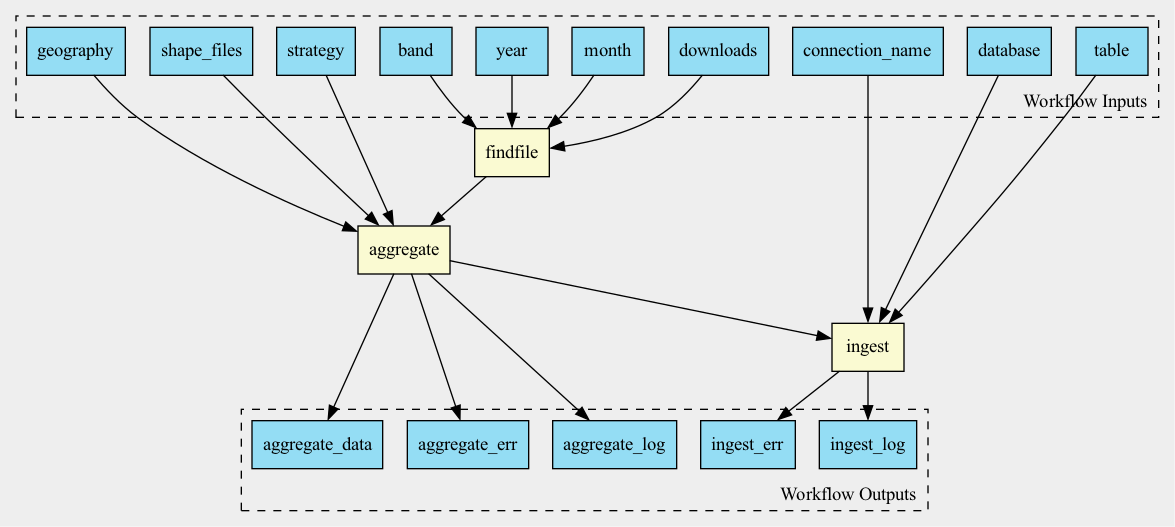 geography
shape_files
strategy
band
year
month
downloads
connection_name
database
table
Workflow Inputs
findfile
aggregate
ingest
aggregate_data
aggregate_err
aggregate_log
ingest_err
ingest_log
Workflow Outputs